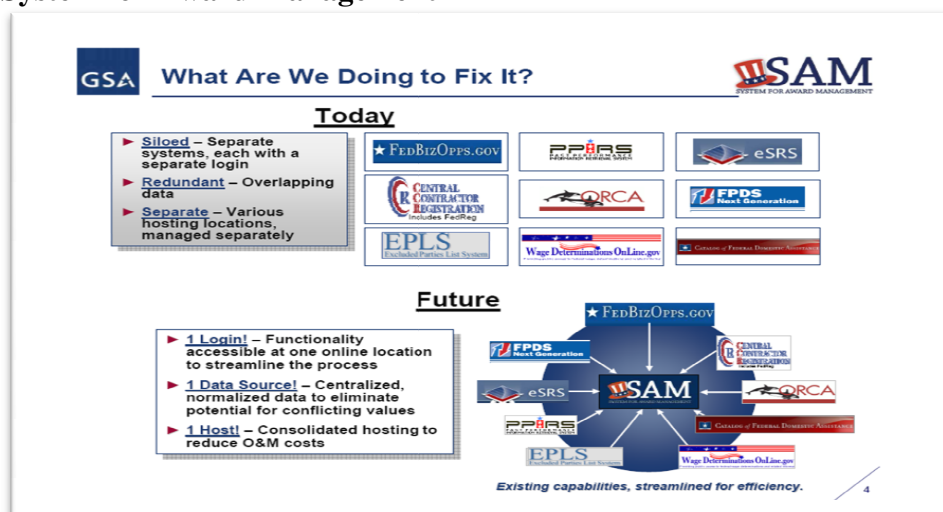 GSA
What Are We Doing to Fix It?
SAM
SYSTEM FOR AWARD MANAGEMENT
Today
Siloed – Separate
systems, each with a
separate login
Redundant – Overlapping
data
Separate – Various
hosting locations,
managed separately
FEDBIZOPPS.GOV
PPIRS
PAST PERFORMANCE
INFORMATION RETRIEVAL SYSTEM
eSRS
CENTRAL
CONTRACTOR
REGISTRATION
Includes FedReg
ORCA
FPDS
Next Generation
EPLS
Excluded Parties List System
Wage Determinations OnLine.gov
CATALOG of FEDERAL DOMESTIC ASSISTANCE
Future
1 Login! – Functionality
accessible at one online location
to streamline the process
1 Data Source! – Centralized,
normalized data to eliminate
potential for conflicting values
1 Host! – Consolidated hosting to
reduce O&M costs
FEDBIZOPPS.GOV
FPDS
Next Generation
CENTRAL
CONTRACTOR
REGISTRATION
Includes FedReg
eSRS
SAM
ORCA
PPIRS
CATALOG of FEDERAL DOMESTIC ASSISTANCE
EPLS
Excluded Parties List System
Wage Determinations OnLine.gov
Existing capabilities, streamlined for efficiency.
4